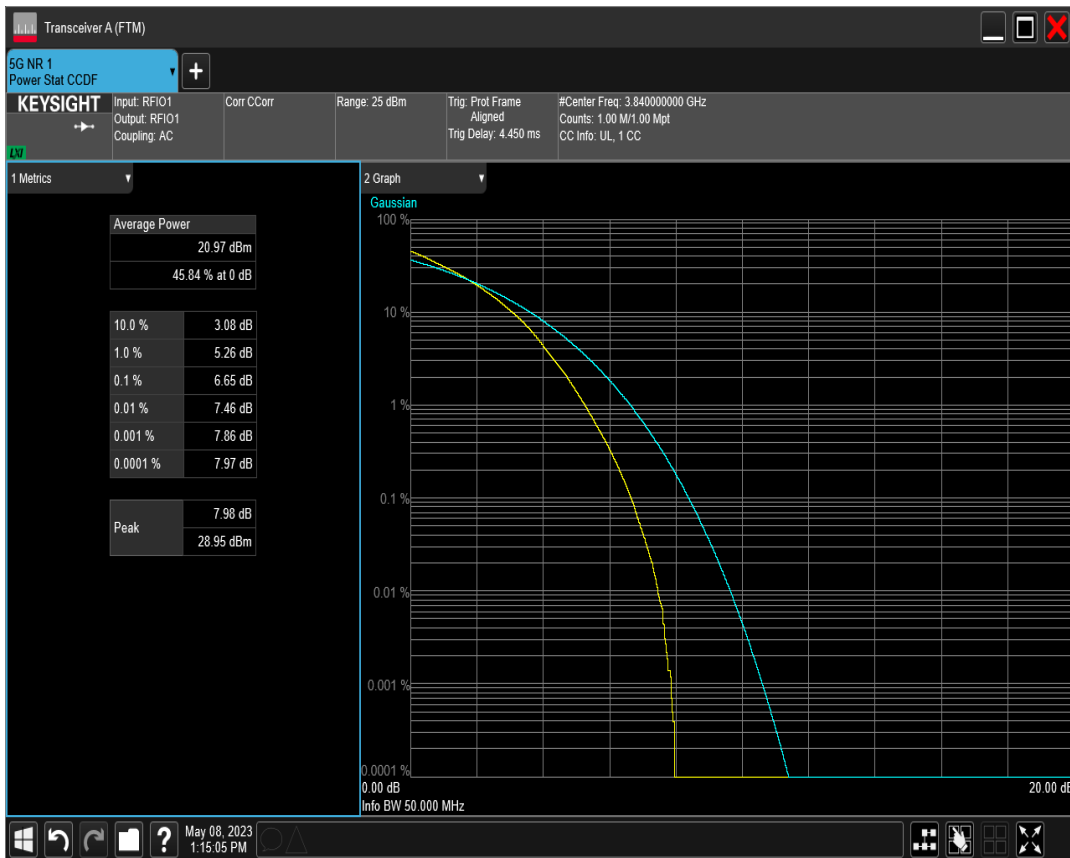 Transceiver A (FTM)
5G NR 1
Power Stat CCDF
KEYSIGHT
LXI
Input: RFIO1
Output: RFIO1
Coupling: AC
Corr CCorr
Range: 25 dBm
Trig: Prot Frame
Aligned
Trig Delay: 4.450 ms
#Center Freq: 3.840000000 GHz
Counts: 1.00 M/1.00 Mpt
CC Info: UL, 1 CC
1 Metrics
Average Power
20.97 dBm
45.84 % at 0 dB
10.0 % 3.08 dB
1.0 % 5.26 dB
0.1 % 6.65 dB
0.01 % 7.46 dB
0.001 % 7.86 dB
0.0001 % 7.97 dB
Peak 7.98 dB
28.95 dBm
2 Graph
Gaussian
100 %
10 %
1 %
0.1 %
0.01 %
0.001 %
0.0001 %
0.00 dB 20.00 dB
Info BW 50.000 MHz
?
May 08, 2023
1:15:05 PM